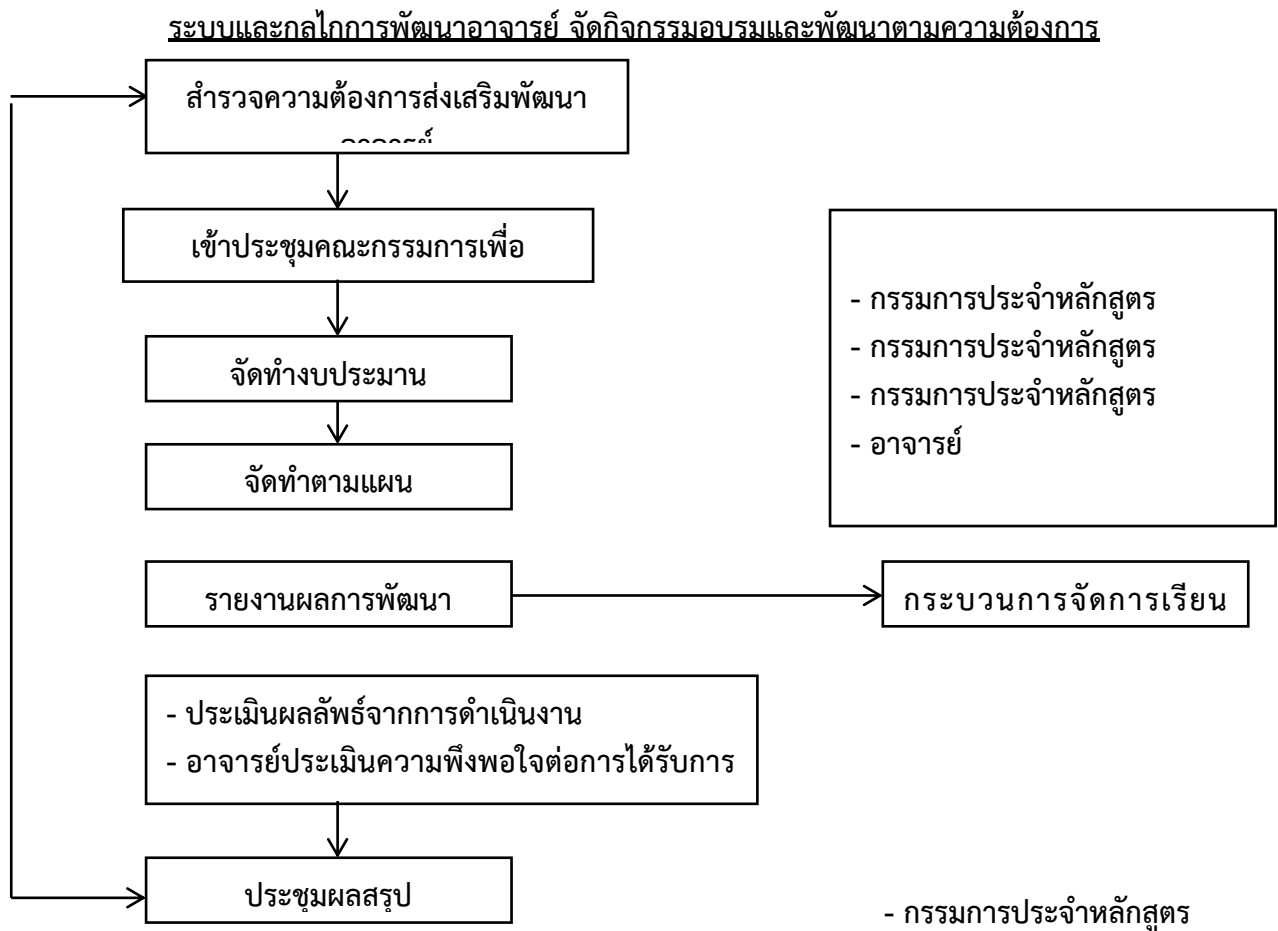 ระบบและกลไกการพัฒนาอาจารย์ จัดกิจกรรมอบรมและพัฒนาตามความต้องการ
สำรวจความต้องการส่งเสริมพัฒนา
อาจารย์
เข้าประชุมคณะกรรมการเพื่อ
จัดทำงบประมาน
จัดทำตามแผน
- กรรมการประจำหลักสูตร
- กรรมการประจำหลักสูตร
- กรรมการประจำหลักสูตร
- อาจารย์
รายงานผลการพัฒนา
กระบวนการจัดการเรียน
- ประเมินผลลัพธ์จากการดำเนินงาน
- อาจารย์ประเมินความพึงพอใจต่อการได้รับการ
ประชุมผลสรุป
- กรรมการประจำหลักสูตร